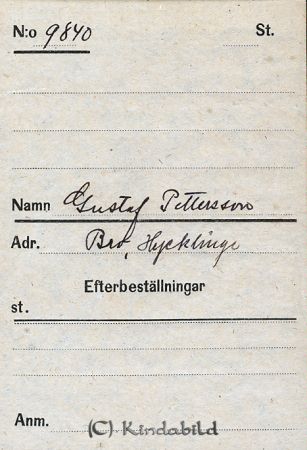 N:o 9840 St.
Namn Gustaf Pettersson
Adr. Bro, Hycklinge
Efterbeställningar
st.
Anm.
(C) Kindabild